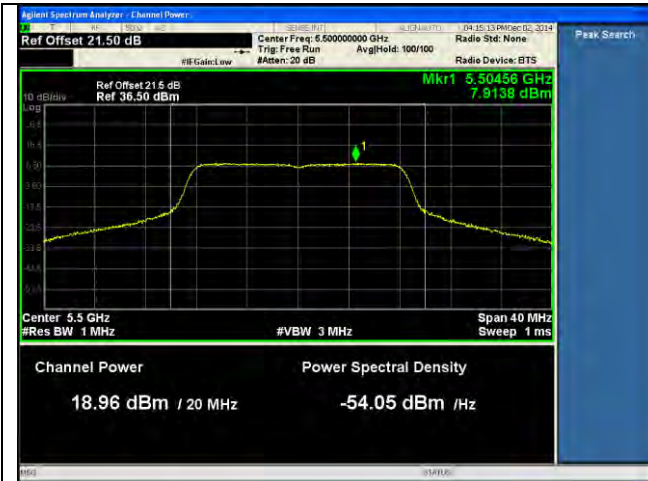 Agilent Spectrum Analyzer - Channel Power
Ref Offset 21.50 dB
#IFGain:Low
SENSE:INT
ALIGNAUTO
04:15:13 PM Dec 02, 2014
Center Freq: 5.500000000 GHz
Radio Std: None
Trig: Free Run
Avg|Hold: 100/100
#Atten: 20 dB
Radio Device: BTS
Peak Search
Ref Offset 21.5 dB
Mkr1 5.50456 GHz
10 dB/div
Ref 36.50 dBm
7.9138 dBm
Log
1
Center 5.5 GHz
Span 40 MHz
#Res BW 1 MHz
#VBW 3 MHz
Sweep 1 ms
Channel Power
Power Spectral Density
18.96 dBm / 20 MHz
-54.05 dBm /Hz
MSG
STATUS